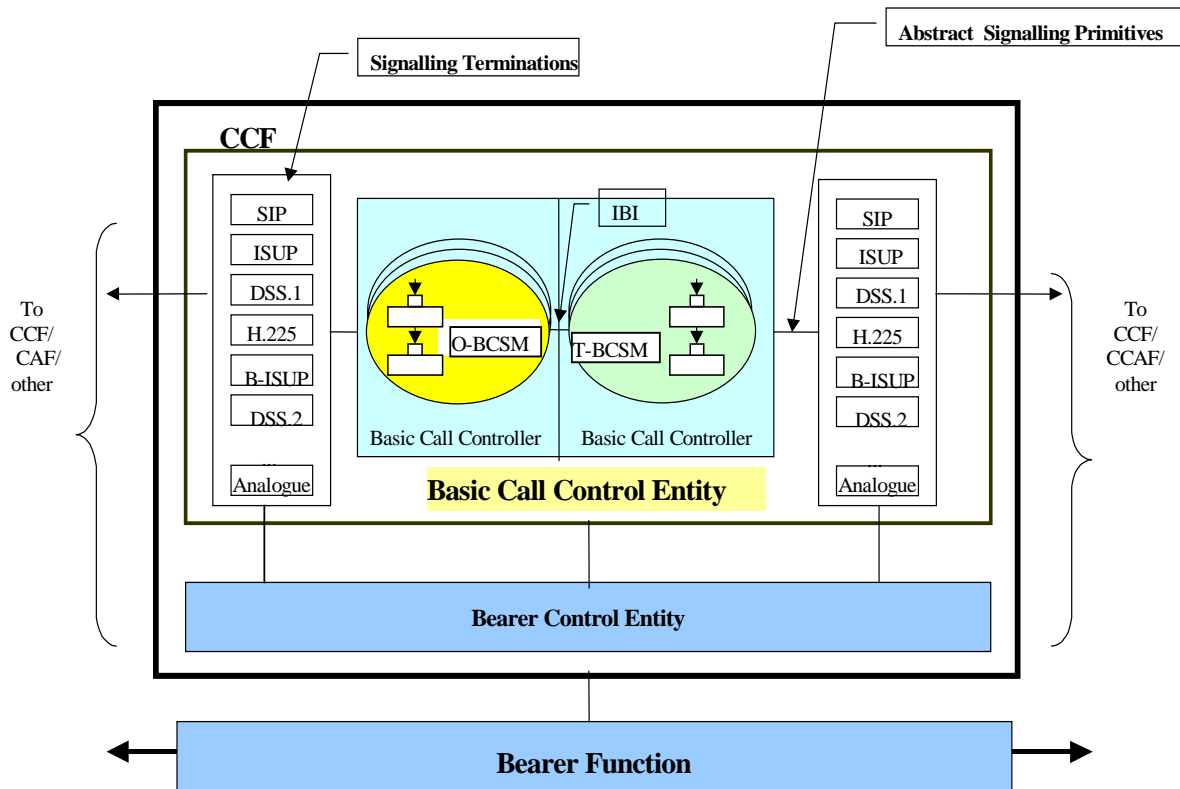 Abstract Signalling Primitives
Signalling Terminations
CCF
SIP
ISUP
DSS.1
H.225
B-ISUP
DSS.2
...
Analogue
IBI
O-BCSM
T-BCSM
Basic Call Controller
Basic Call Controller
Basic Call Control Entity
SIP
ISUP
DSS.1
H.225
B-ISUP
DSS.2
...
Analogue
To
CCF/
CAF/
other
To
CCF/
CCAF/
other
Bearer Control Entity
Bearer Function